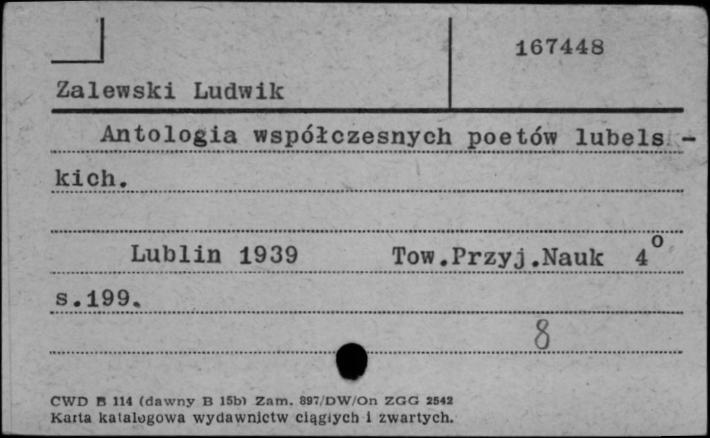 167448
Zalewski Ludwik
Antologia współczesnych poetów lubels -
kich.
Lublin 1939 Tow.Przyj.Nauk 4°
s.199.
8
CWD B 114 (dawny B 15b) Zam. 897/DW/On ZGG 2542
Karta katalogowa wydawnictw ciągłych i zwartych.